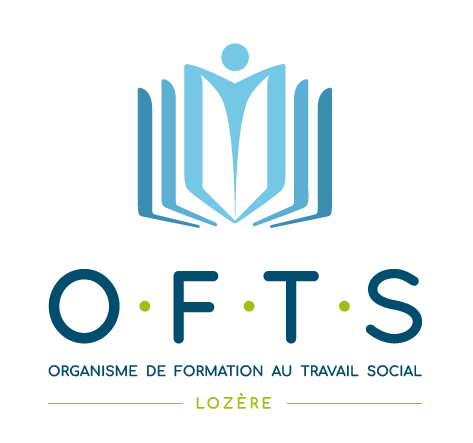 O·F·T·S
ORGANISME DE FORMATION AU TRAVAIL SOCIAL
LOZÈRE